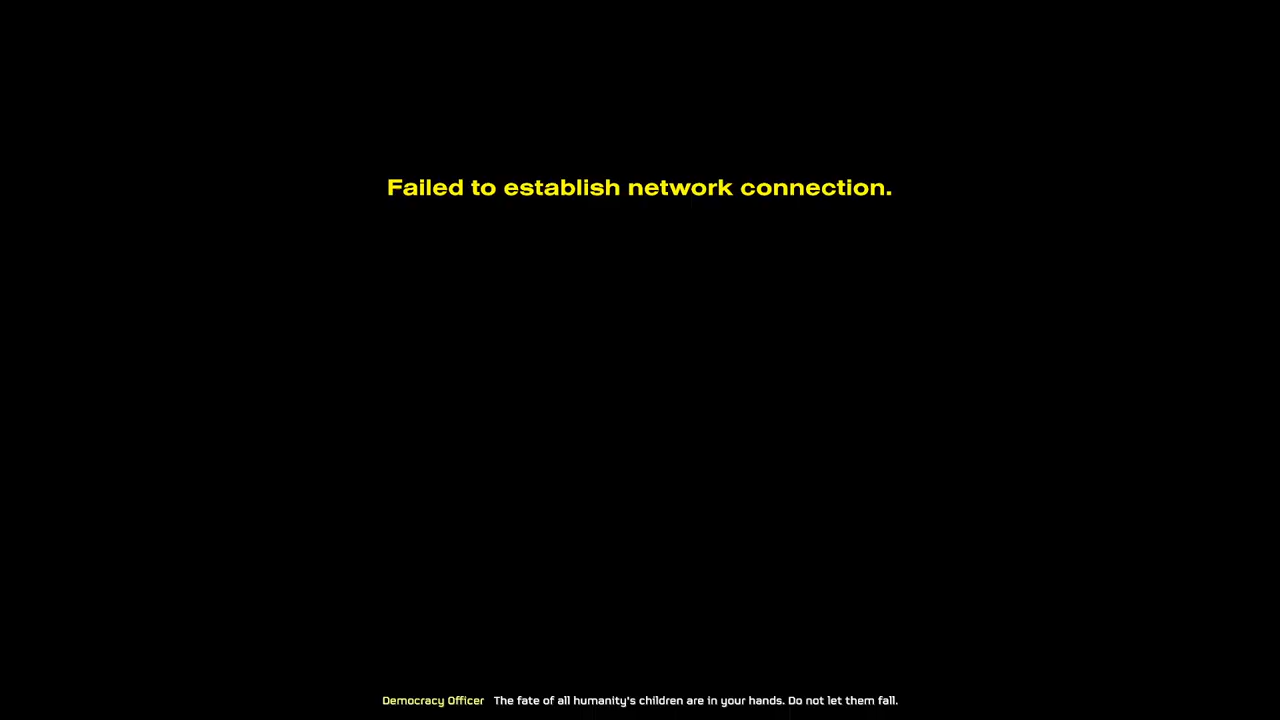 Failed to establish network connection.
Democracy Officer The fate of all humanity's children are in your hands. Do not let them fall.